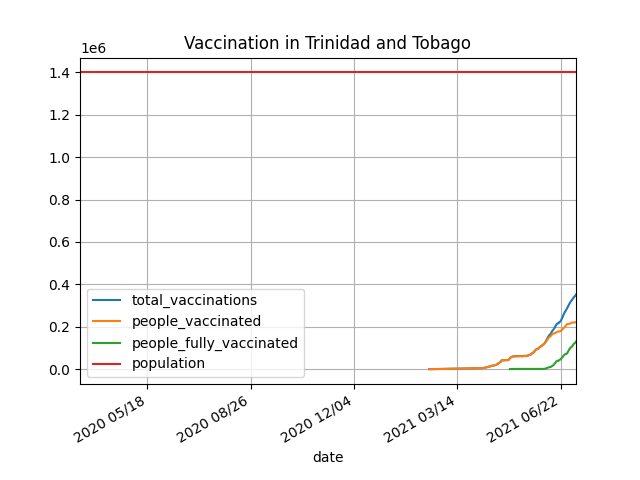 Vaccination in Trinidad and Tobago
1e6
1.4
1.2
1.0
0.8
0.6
0.4
0.2
0.0
total_vaccinations
people_vaccinated
people_fully_vaccinated
population
2020 05/18
2020 08/26
2020 12/04
2021 03/14
2021 06/22
date